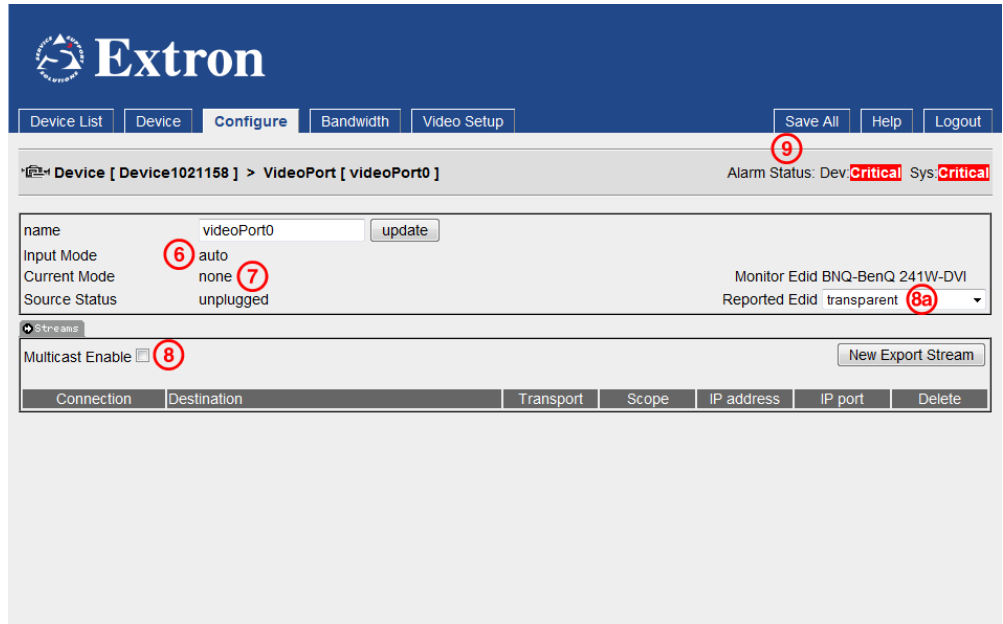 SERVICE SUPPORT SOLUTIONS
Extron
Device List Device Configure Bandwidth Video Setup Save All Help Logout
9
Device [ Device1021158 ] > VideoPort [ videoPort0 ] Alarm Status: Dev:Critical Sys:Critical
name videoPort0 update
Input Mode 6 auto
Current Mode none 7 Monitor Edid BNQ-BenQ 241W-DVI
Source Status unplugged Reported Edid transparent 8a
Streams
Multicast Enable 8 New Export Stream
Connection Destination Transport Scope IP address IP port Delete